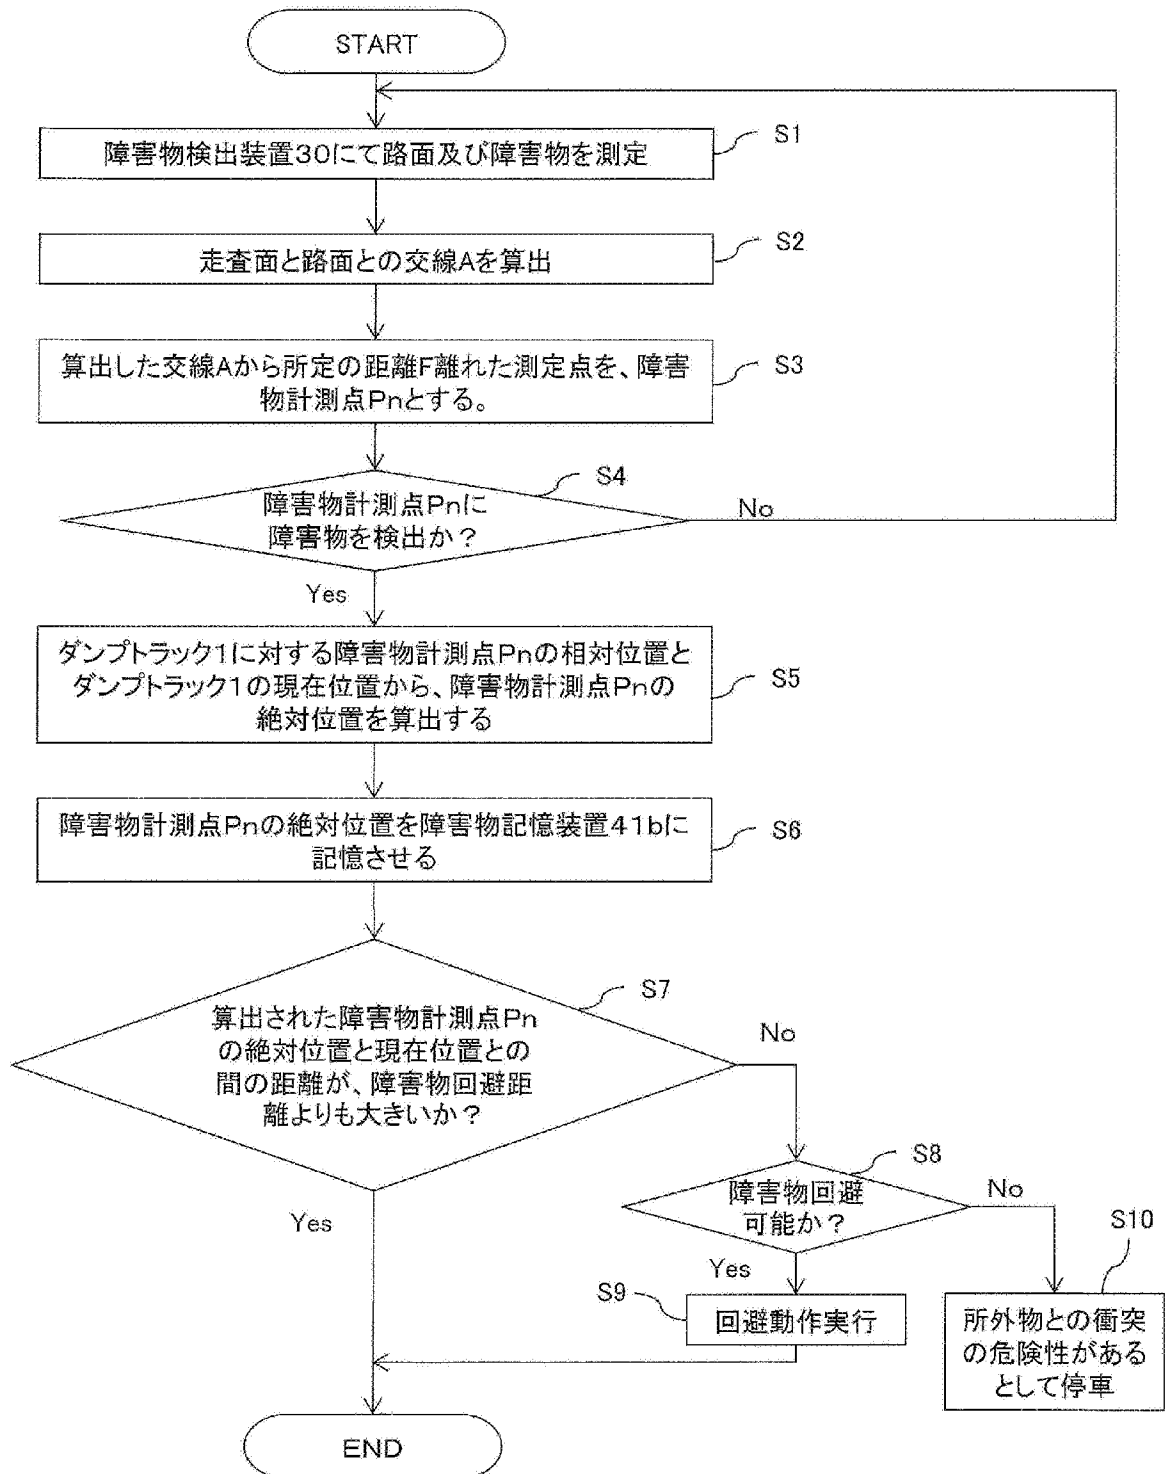 START
障害物検出装置30にて路面及び障害物を測定
S1
走査面と路面との交線Aを算出
S2
算出した交線Aから所定の距離F離れた測定点を、障害
物計測点Pnとする。
S3
障害物計測点Pnに
障害物を検出か？
S4
No
Yes
ダンプトラック1に対する障害物計測点Pnの相対位置と
ダンプトラック1の現在位置から、障害物計測点Pnの
絶対位置を算出する
S5
障害物計測点Pnの絶対位置を障害物記憶装置41bに
記憶させる
S6
算出された障害物計測点Pn
の絶対位置と現在位置との
間の距離が、障害物回避距
離よりも大きいか？
S7
No
Yes
障害物回避
可能か？
S8
No
Yes
S9
回避動作実行
S10
所外物との衝突
の危険性がある
として停車
END